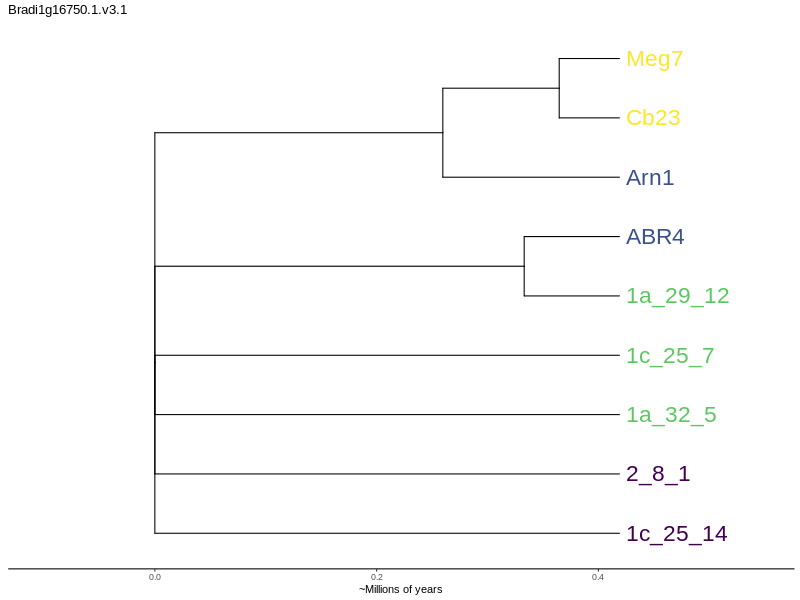 Bradi1g16750.1.v3.1
Meg7
Cb23
Arn1
ABR4
1a_29_12
1c_25_7
1a_32_5
2_8_1
1c_25_14
0.0 0.2 0.4
~Millions of years